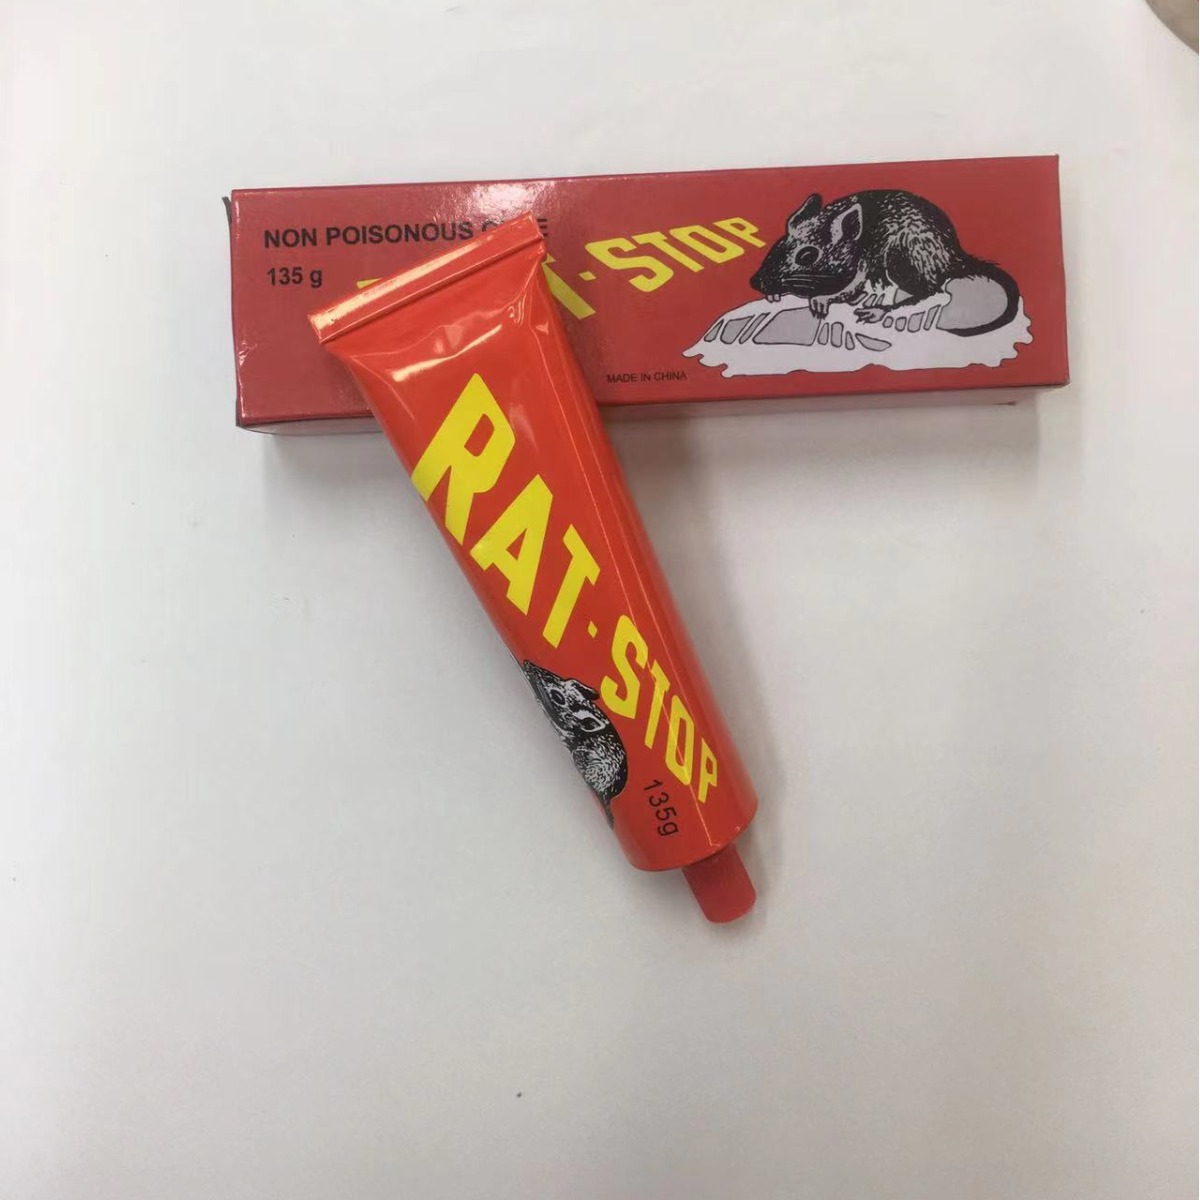 NON POISONOUS
135 g
STOP
MADE IN CHINA
RAT·STOP
135g